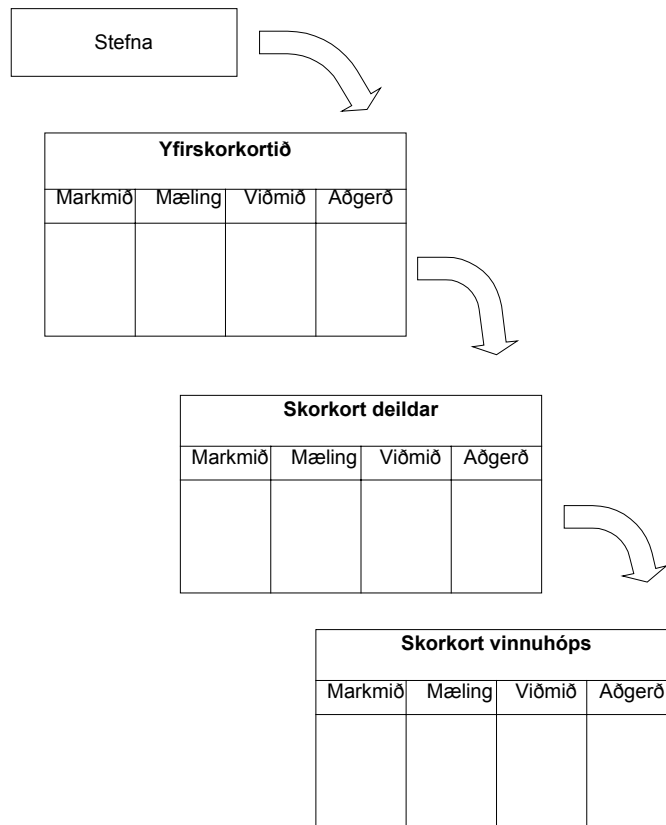 Stefna
Yfirskorkortið
Markmið Mæling Viðmið Aðgerð
Skorkort deildar
Markmið Mæling Viðmið Aðgerð
Skorkort vinnuhóps
Markmið Mæling Viðmið Aðgerð